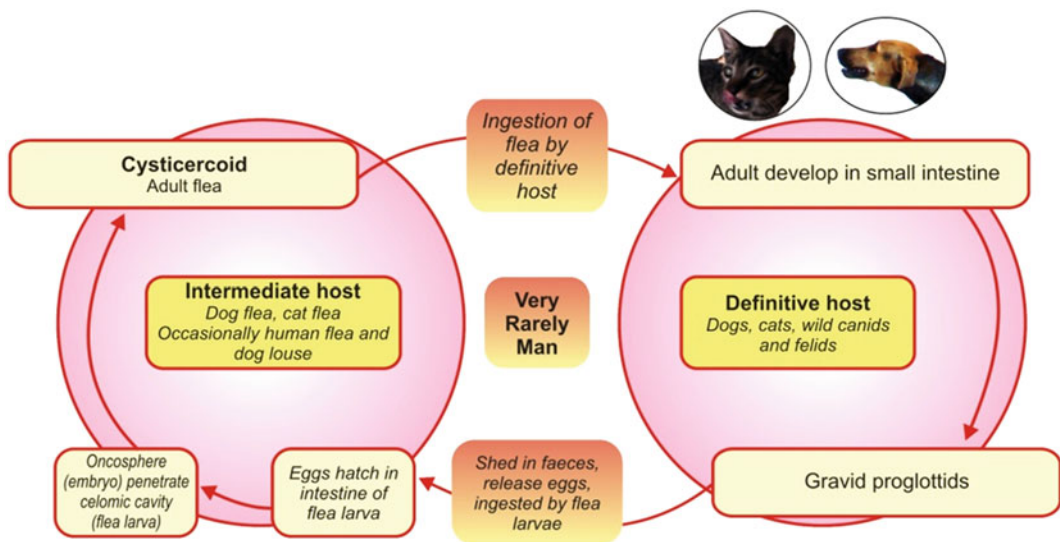 Ingestion of
flea by
definitive
host
Cysticercoid
Adult flea
Adult develop in small intestine
Intermediate host
Dog flea, cat flea
Occasionally human flea and
dog louse
Very
Rarely
Man
Definitive host
Dogs, cats, wild canids
and felids
Oncosphere
(embryo) penetrate
celomic cavity
(flea larva)
Eggs hatch in
intestine of
flea larva
Shed in faeces,
release eggs,
ingested by flea
larvae
Gravid proglottids